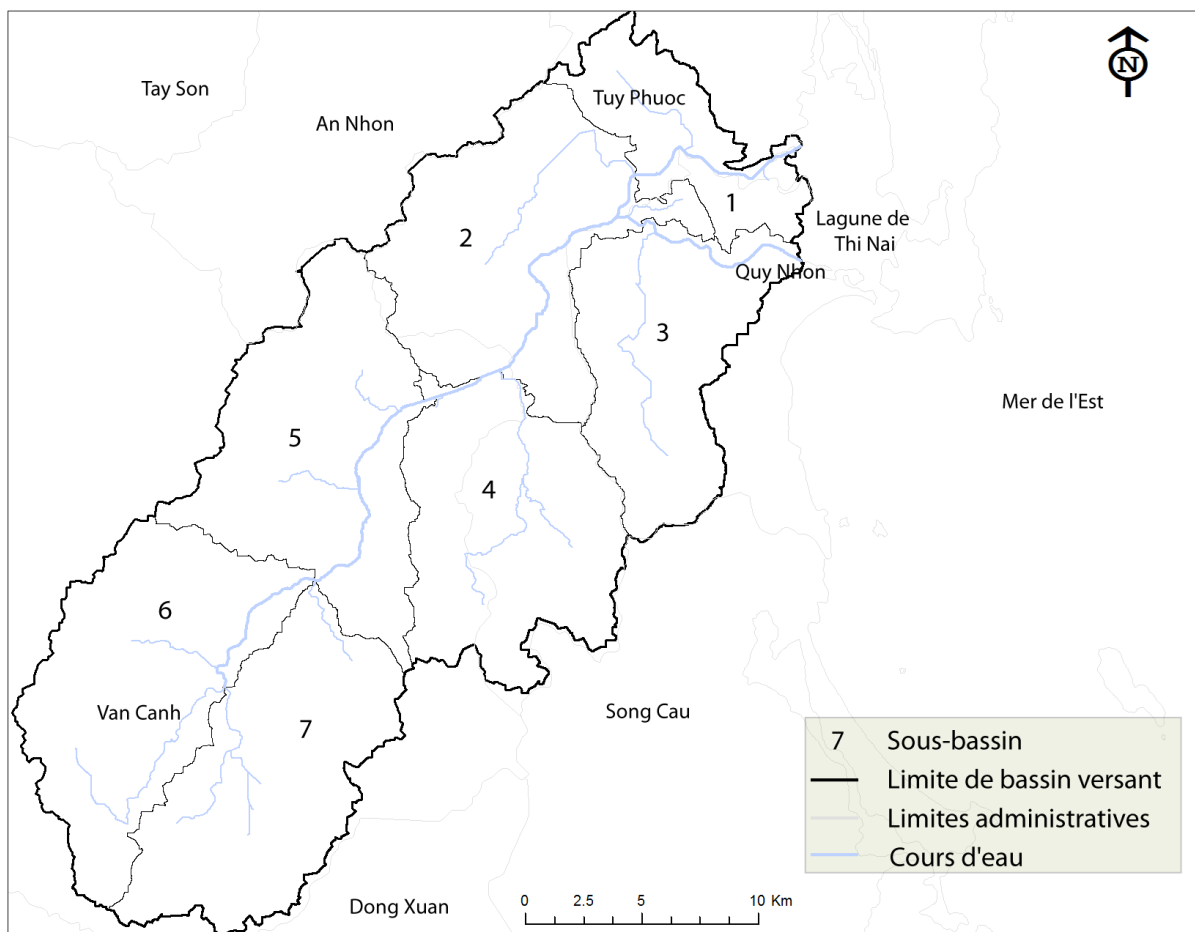 Tay Son
An Nhon
Tuy Phuoc
N
1
2
Lagune de
Thi Nai
Quy Nhon
3
Mer de l'Est
5
4
6
Van Canh
7
Song Cau
Dong Xuan
7 Sous-bassin
Limite de bassin versant
Limites administratives
Cours d'eau
0 2.5 5 10 Km